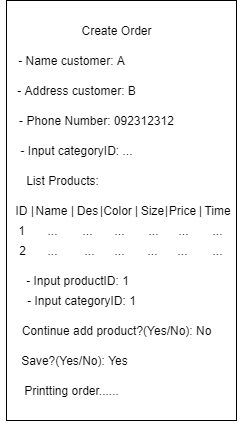 Create Order
- Name customer: A
- Address customer: B
- Phone Number: 092312312
- Input categoryID: ...
List Products:
ID | Name | Des |Color | Size|Price | Time
1 ... ... ... ... ... ...
2 ... ... ... ... ... ...
- Input productID: 1
- Input categoryID: 1
Continue add product?(Yes/No): No
Save?(Yes/No): Yes
Printting order......